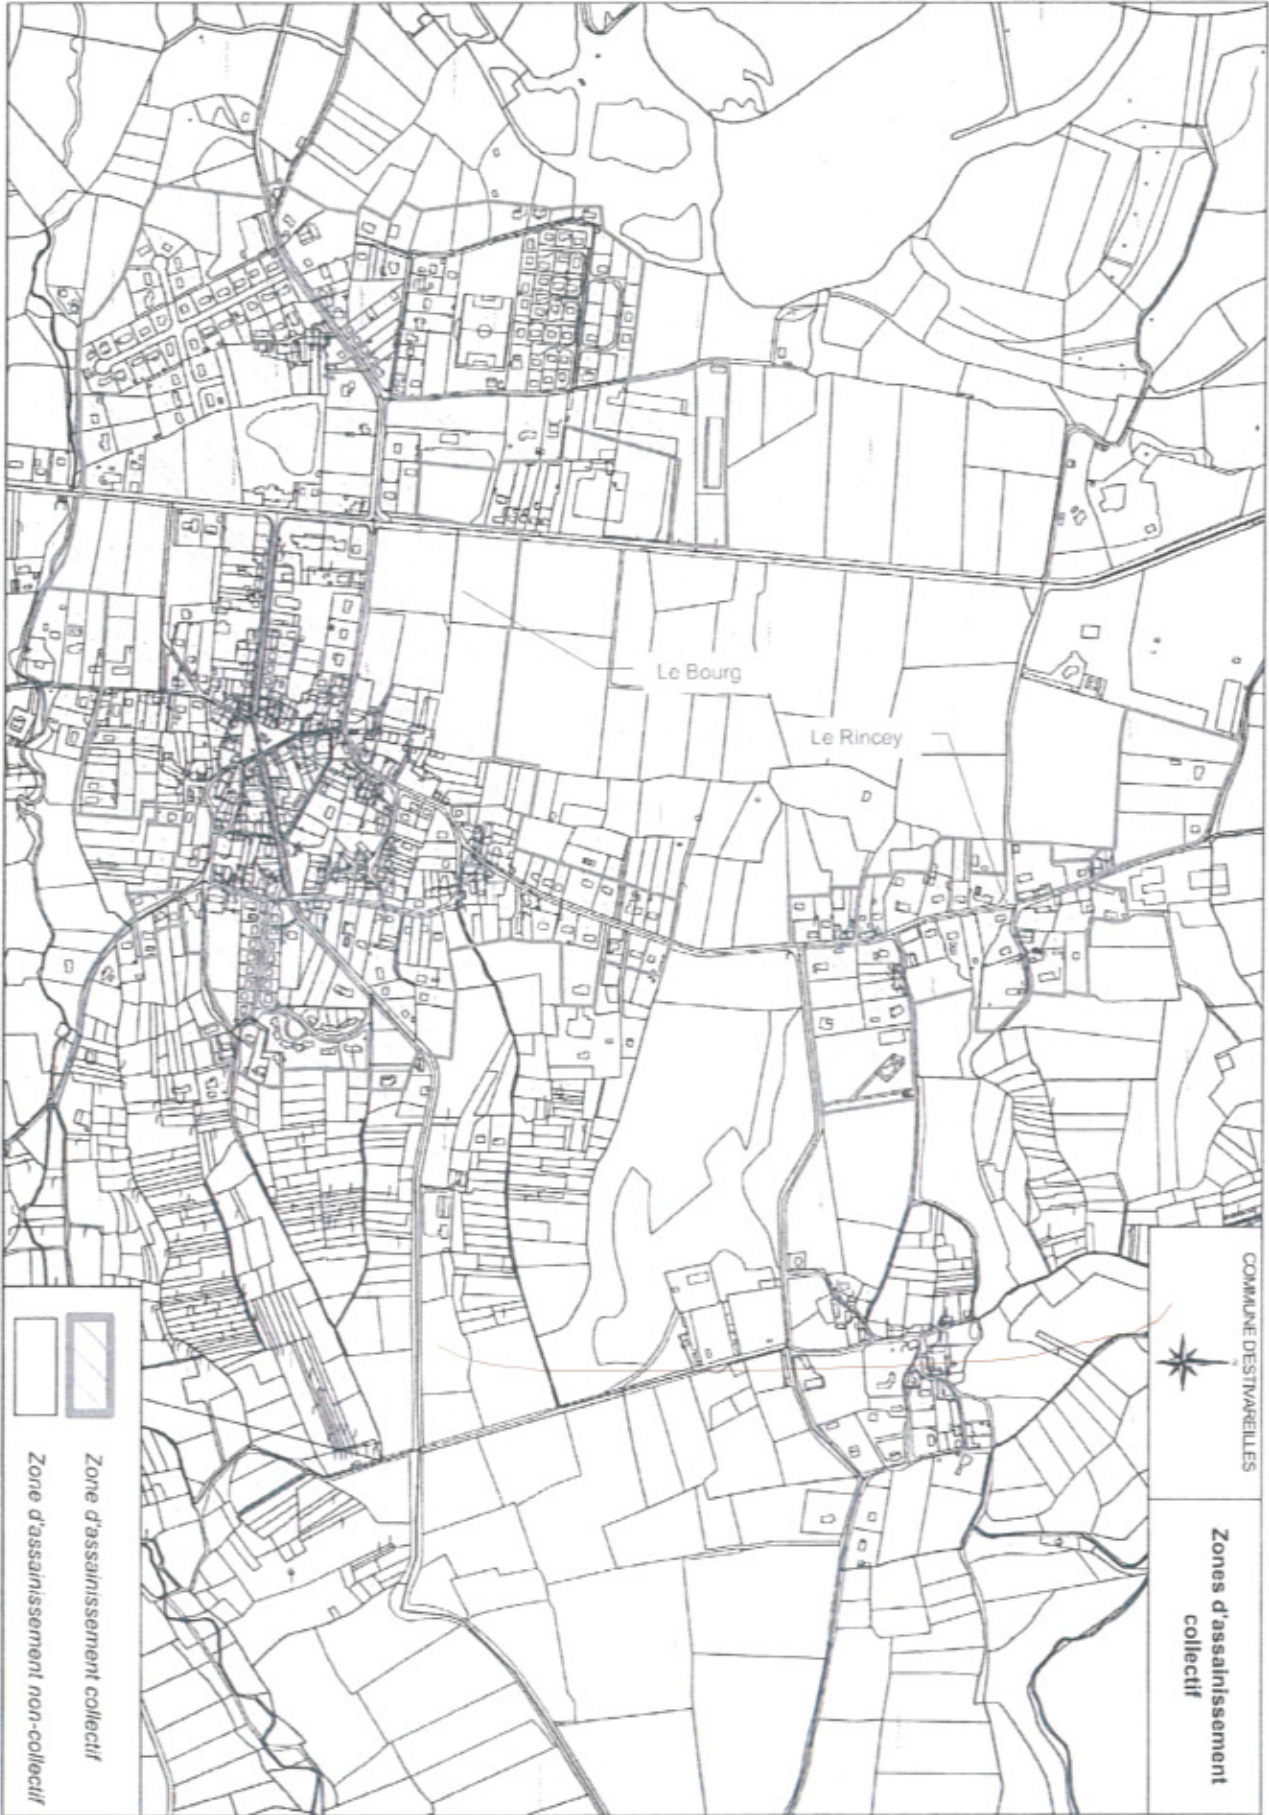 COMMUNE D'ESTIVAREILLES
N
Zones d'assainissement
collectif
Le Bourg
Le Rincey
Zone d'assainissement collectif
Zone d'assainissement non-collectif